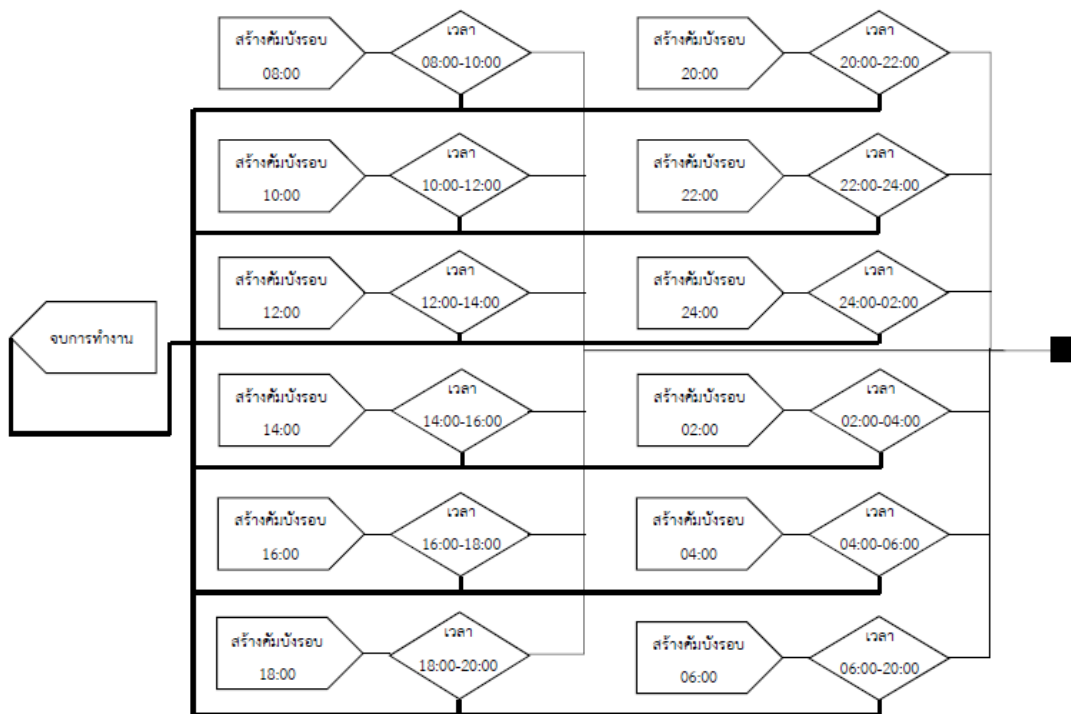 สร้างคัมบังรอบ
08:00
เวลา
08:00-10:00
สร้างคัมบังรอบ
20:00
เวลา
20:00-22:00
สร้างคัมบังรอบ
10:00
เวลา
10:00-12:00
สร้างคัมบังรอบ
22:00
เวลา
22:00-24:00
สร้างคัมบังรอบ
12:00
เวลา
12:00-14:00
สร้างคัมบังรอบ
24:00
เวลา
24:00-02:00
จบการทำงาน
สร้างคัมบังรอบ
14:00
เวลา
14:00-16:00
สร้างคัมบังรอบ
02:00
เวลา
02:00-04:00
สร้างคัมบังรอบ
16:00
เวลา
16:00-18:00
สร้างคัมบังรอบ
04:00
เวลา
04:00-06:00
สร้างคัมบังรอบ
18:00
เวลา
18:00-20:00
สร้างคัมบังรอบ
06:00
เวลา
06:00-20:00